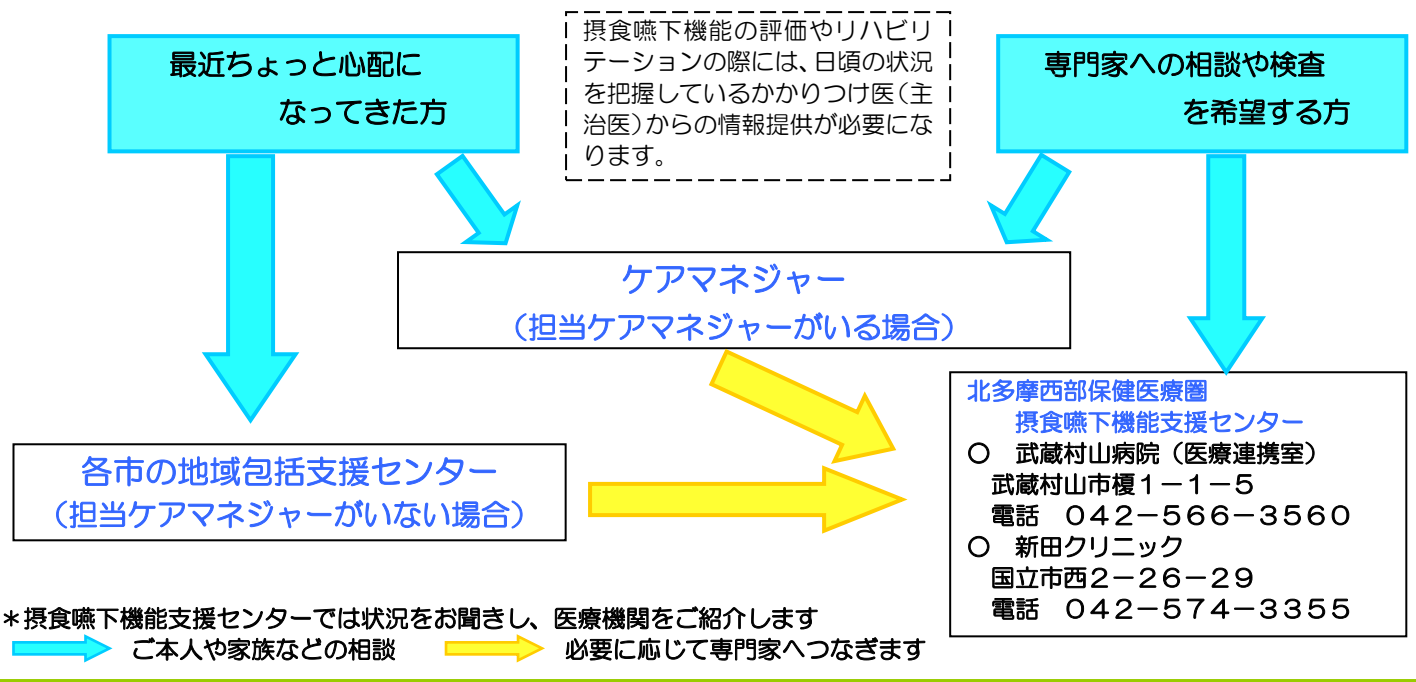 最近ちょっと心配に
なってきた方
摂食嚥下機能の評価やリハビリ
テーションの際には、日頃の状況
を把握しているかかりつけ医（主
治医）からの情報提供が必要にな
ります。
専門家への相談や検査
を希望する方
ケアマネジャー
（担当ケアマネジャーがいる場合）
各市の地域包括支援センター
（担当ケアマネジャーがいない場合）
北多摩西部保健医療圏
摂食嚥下機能支援センター
○　武蔵村山病院（医療連携室）
武蔵村山市榎１－１－５
電話　０４２－５６６－３５６０
○　新田クリニック
国立市西２－２６－２９
電話　０４２－５７４－３３５５
＊摂食嚥下機能支援センターでは状況をお聞きし、医療機関をご紹介します
ご本人や家族などの相談　必要に応じて専門家へつなぎます